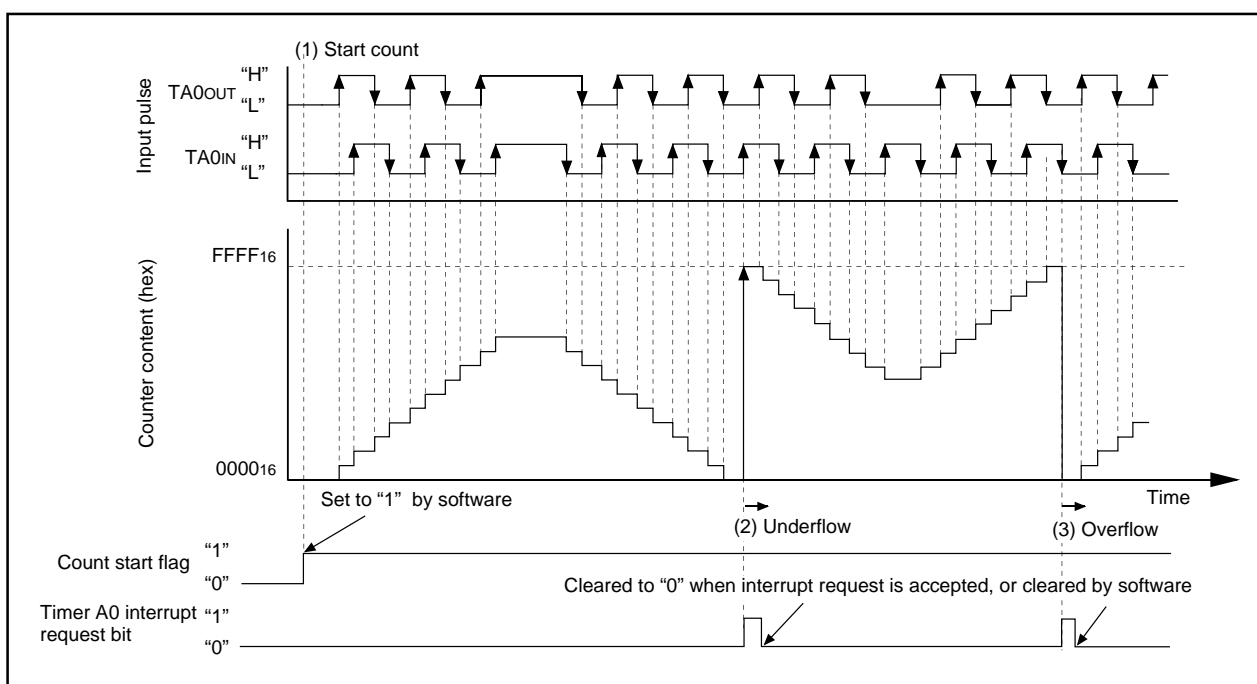 (1) Start count
Input pulse
TA0OUT
“H”
“L”
TA0IN
“H”
“L”
Counter content (hex)
FFFF16
000016
Time
Set to “1” by software
(2) Underflow
(3) Overflow
Count start flag
“1”
“0”
Cleared to “0” when interrupt request is accepted, or cleared by software
Timer A0 interrupt
request bit
“1”
“0”